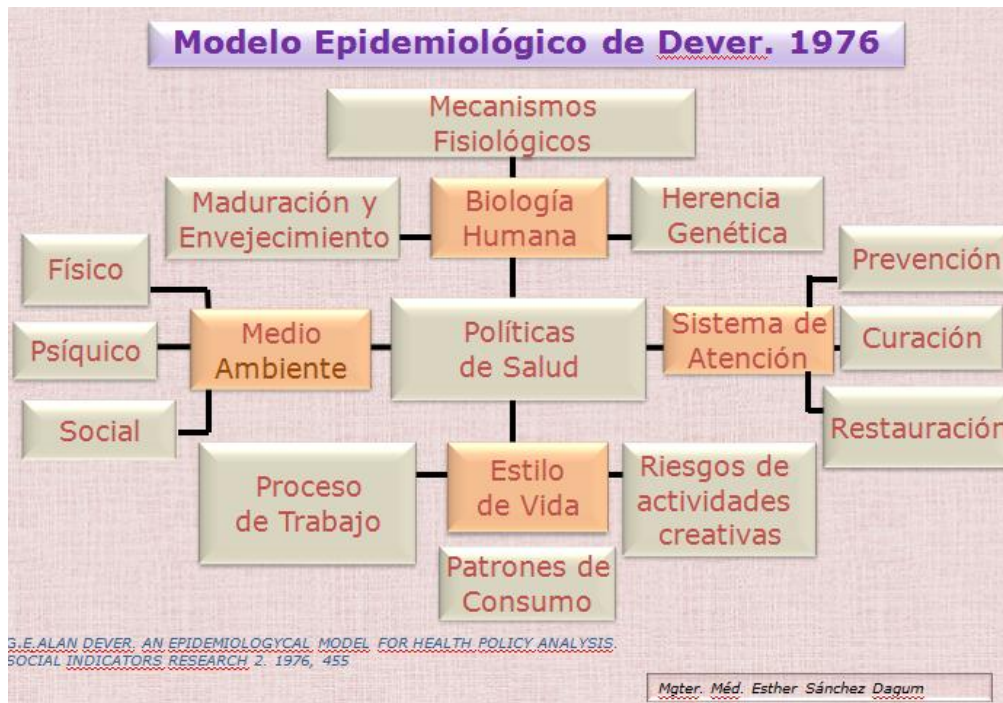 Modelo Epidemiológico de Dever. 1976
Mecanismos
Fisiológicos
Maduración y
Envejecimiento
Biología
Humana
Herencia
Genética
Físico
Psíquico
Social
Medio
Ambiente
Políticas
de Salud
Sistema de
Atención
Prevención
Curación
Restauración
Proceso
de Trabajo
Estilo
de Vida
Riesgos de
actividades
creativas
Patrones de
Consumo
G.E.ALAN DEVER. AN EPIDEMIOLOGYCAL MODEL FOR HEALTH POLICY ANALYSIS.
SOCIAL INDICATORS RESEARCH 2. 1976, 455
Mgter. Méd. Esther Sánchez Dagum